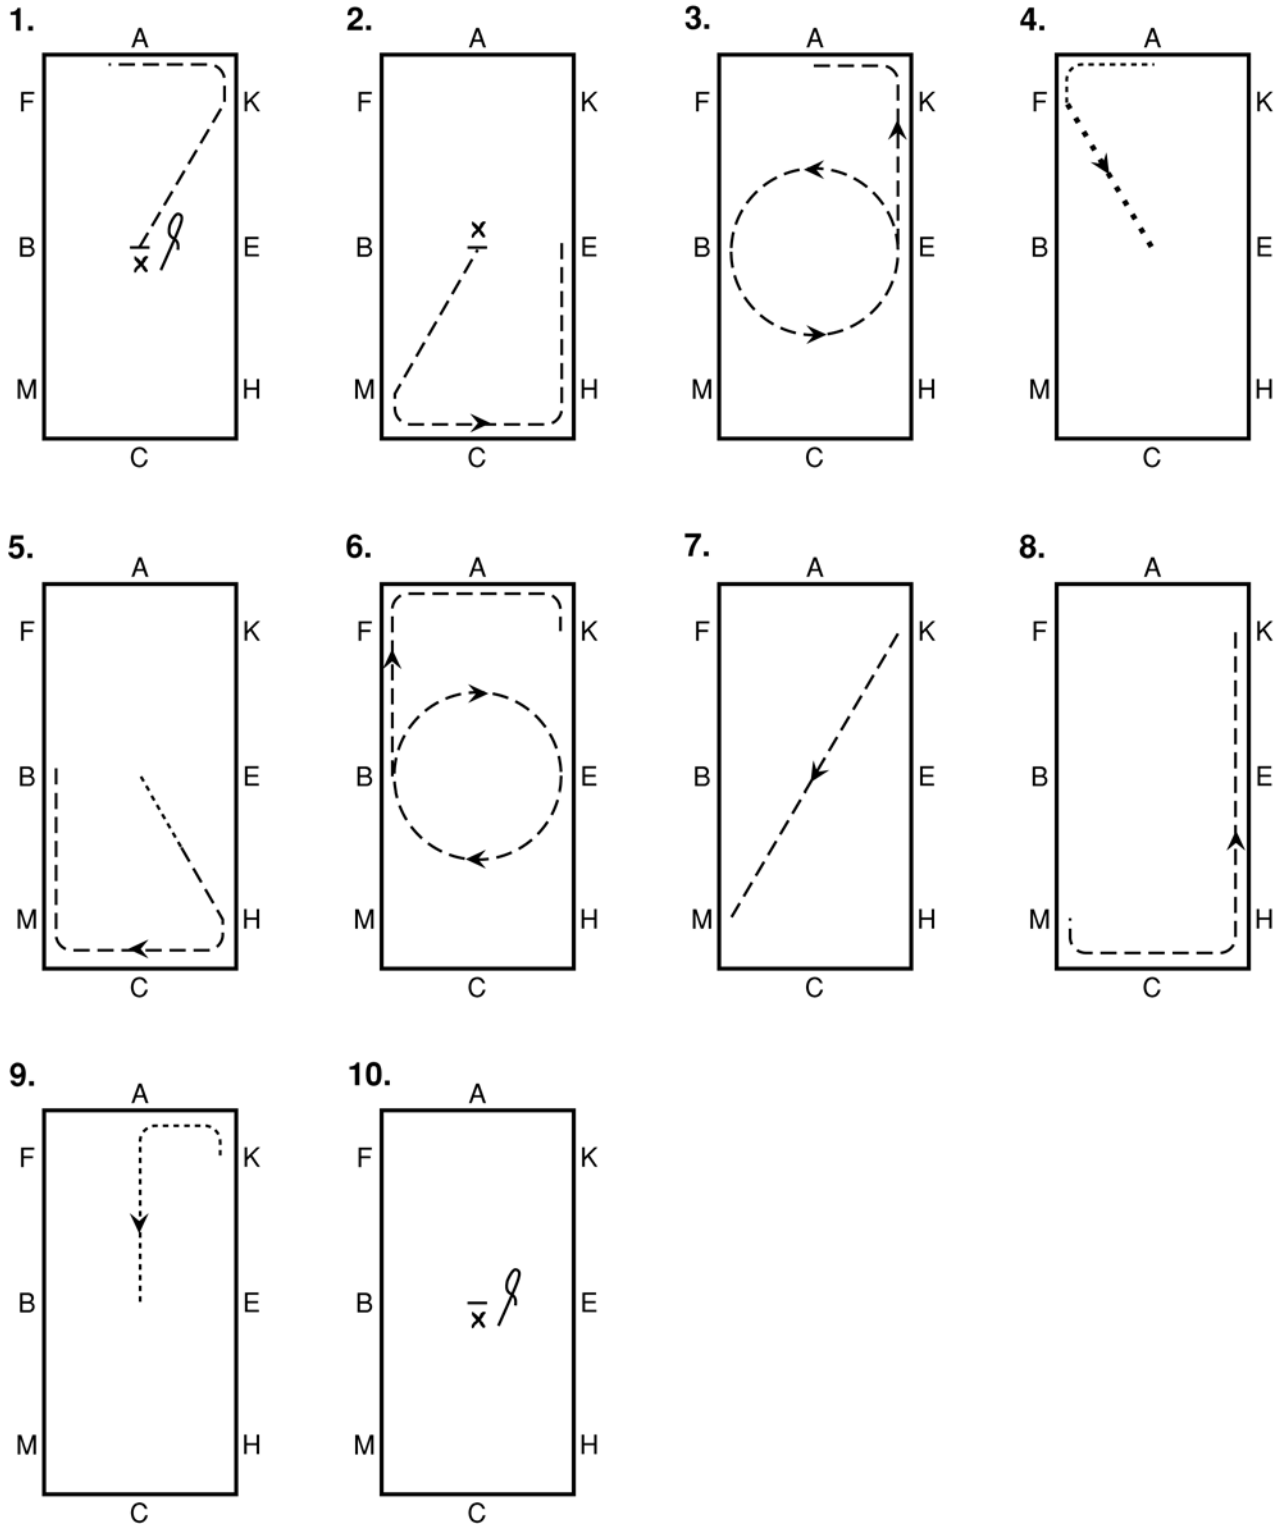 1. 2. 3. 4.
A A A A
F K F K F K F K
B E B x E B E B E
x
M H M H M H M H
C C C C
5. 6. 7. 8.
A A A A
F K F K F K F K
B E B E B E B E
M H M H M H M H
C C C C
9. 10.
A A
F K F K
B E B E
x
M H M H
C C